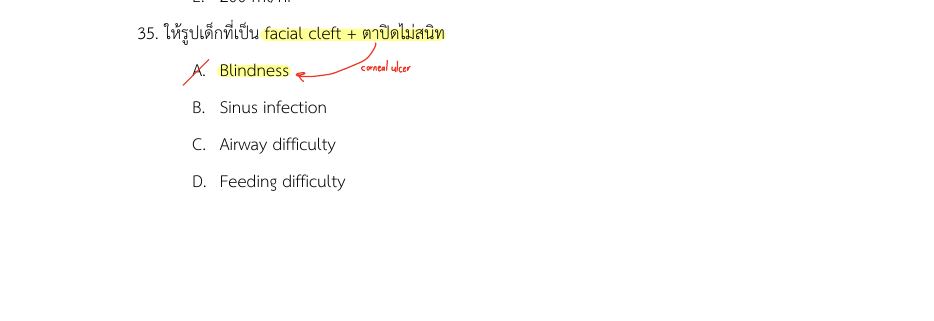 35. ให้รูปเด็กที่เป็น facial cleft + ตาปิดไม่สนิท
A. Blindness
corneal ulcer
B. Sinus infection
C. Airway difficulty
D. Feeding difficulty